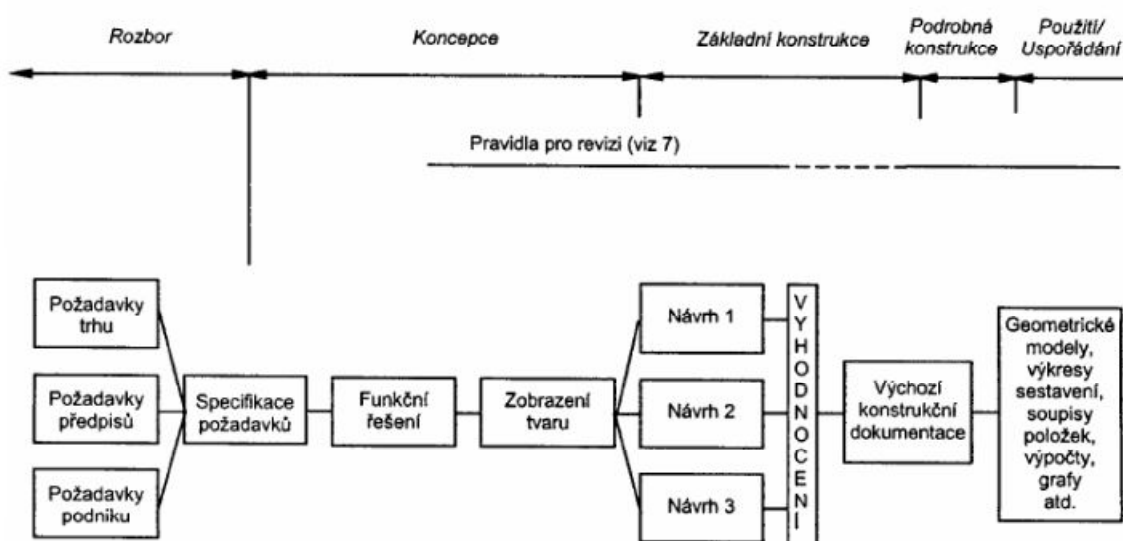 Rozbor
Koncepce
Základní konstrukce
Podrobná
konstrukce
Použití/
Uspořádání
Pravidla pro revizi (viz 7)
Požadavky
trhu
Požadavky
předpisů
Požadavky
podniku
Specifikace
požadavků
Funkční
řešení
Zobrazení
tvaru
Návrh 1
Návrh 2
Návrh 3
VYHODNOCENÍ
Výchozí
konstrukční
dokumentace
Geometrické
modely,
výkresy
sestavení,
soupisy
položek,
výpočty,
grafy
atd.